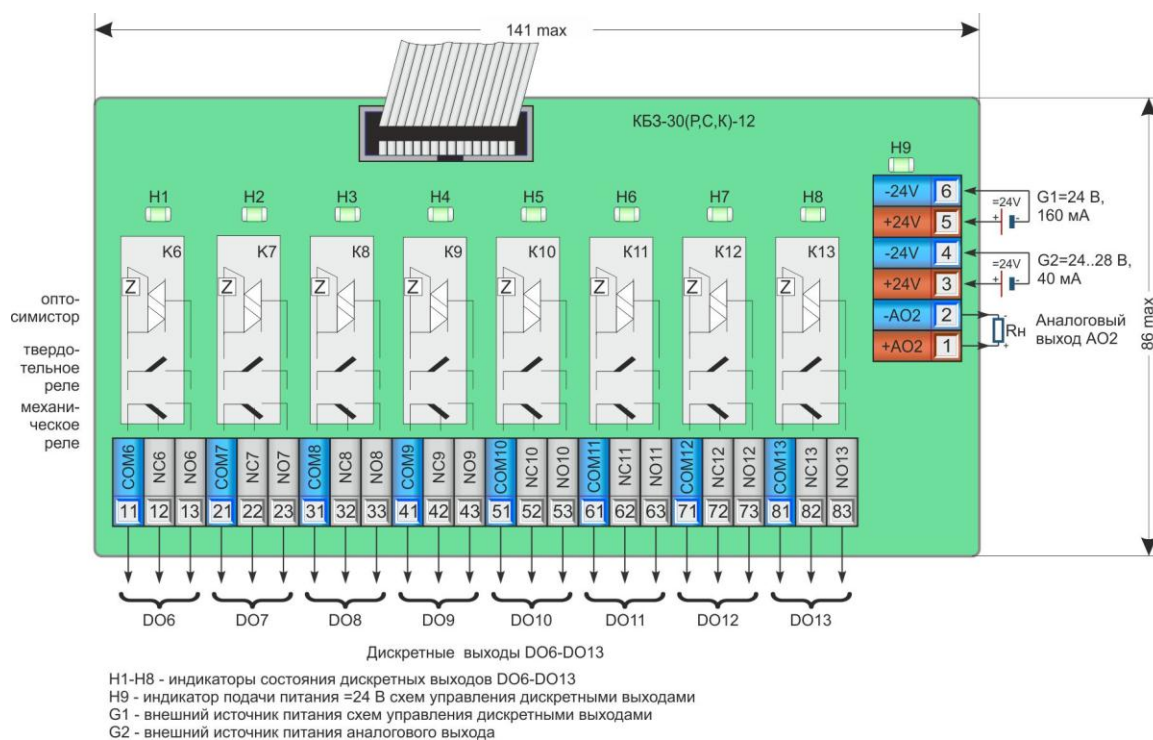 141 max
КБЗ-30(Р,С,К)-12
H9
H1 H2 H3 H4 H5 H6 H7 H8
K6 K7 K8 K9 K10 K11 K12 K13
Z Z Z Z Z Z Z Z
-24V 6
+24V 5
-24V 4
+24V 3
-AO2 2
+AO2 1
=24V
+ -
G1=24 В,
160 мА
=24V
+ -
G2=24..28 В,
40 мА
-
Rн
+
Аналоговый
выход АО2
86 max
опто-
симистор
твердо-
тельное
реле
механи-
ческое
реле
COM6 NC6 NO6 COM7 NC7 NO7 COM8 NC8 NO8 COM9 NC9 NO9 COM10 NC10 NO10 COM11 NC11 NO11 COM12 NC12 NO12 COM13 NC13 NO13
11 12 13 21 22 23 31 32 33 41 42 43 51 52 53 61 62 63 71 72 73 81 82 83
DO6 DO7 DO8 DO9 DO10 DO11 DO12 DO13
Дискретные выходы DO6-DO13
H1-H8 - индикаторы состояния дискретных выходов DO6-DO13
H9 - индикатор подачи питания =24 В схем управления дискретными выходами
G1 - внешний источник питания схем управления дискретными выходами
G2 - внешний источник питания аналогового выхода